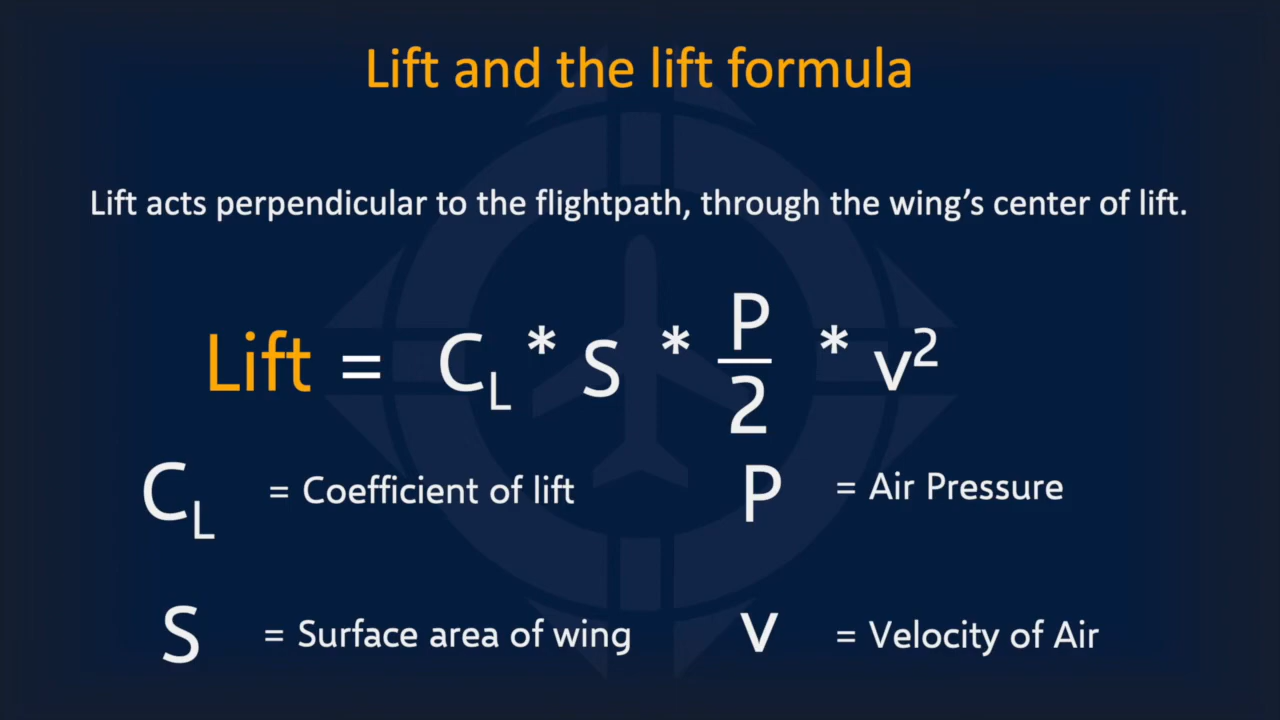 Lift and the lift formula
Lift acts perpendicular to the flightpath, through the wing's center of lift.
Lift = C_L * S * P/2 * v²
C_L = Coefficient of lift
P = Air Pressure
S = Surface area of wing
v = Velocity of Air